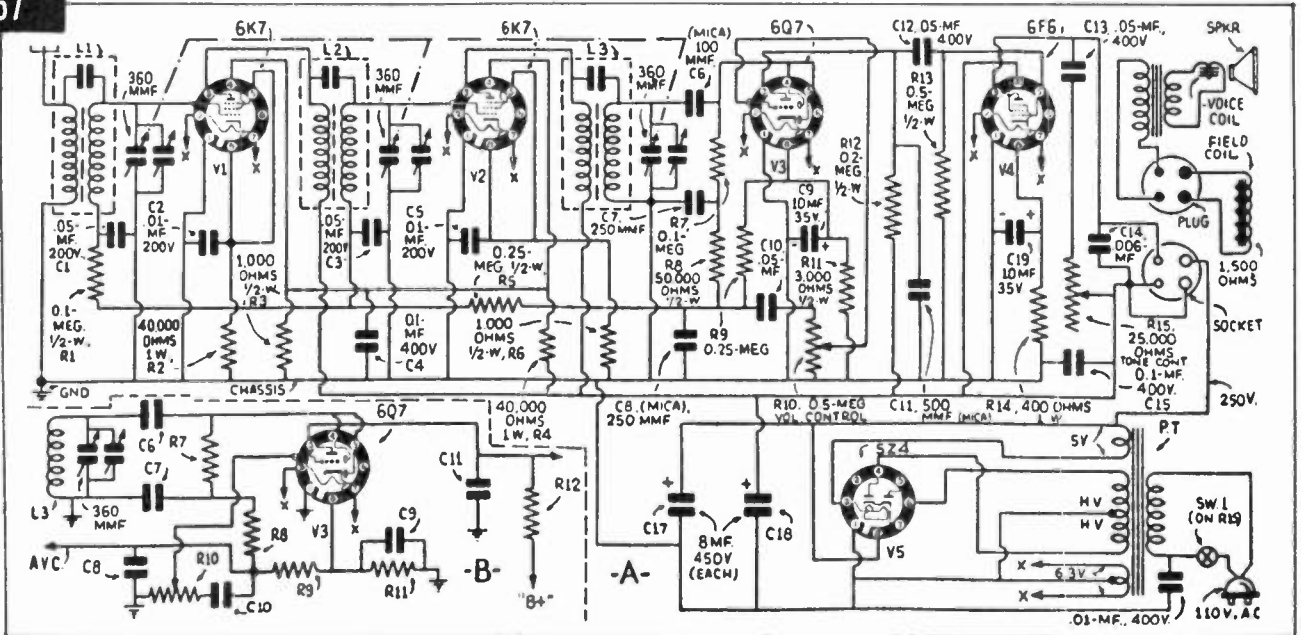 67
L1
360
MMF
6K7
L2
360
MMF
6K7
L3
360
MMF
(MICA)
100
MMF.
C6
6Q7
C12,.05-MF.
400V.
R13
0.5-
MEG
1/2-W.
6F6
C13,.05-MF.,
400V.
SPKR
VOICE
COIL
FIELD
COIL
PLUG
1,500
OHMS
V1
V2
V3
V4
X
X
X
X
X
X
X
X
.05-
MF.
200V.
C1
C2
.01-
MF.
200V
.05-
MF.
200V
C3
C5
.01-
MF.
200V
C7
250 MMF
R7
0.1-
MEG
R8
50,000
OHMS
1/2-W
C9
10 MF.
35V.
C10
.05-
MF.
R11
3,000
OHMS
1/2-W
R12
0.2-
MEG
1/2-W
C19
10 MF
35V
C14
.006-
MF
SOCKET
0.1-
MEG.
1/2-W.
R1
40,000
OHMS
1 W.,
R2
1,000
OHMS
1/2-W
R3
0.25-
MEG 1/2-W.
R5
0.1-
MF
400V
C4
1,000
OHMS
1/2-W., R6
R9
0.25-MEG
R15,
25,000
OHMS
TONE CONT
0.1-MF.
400V.
C15
GND
CHASSIS
40,000
OHMS
1 W., R4
C8,(MICA),
250 MMF
R10, 0.5-MEG
VOL. CONTROL
C11, 500
MMF (MICA)
R14, 400 OHMS
1 W
250V.
P.T
C6
R7
6Q7
C7
L3
360
MMF
V3
X
X
C11
R12
"B+"
A.V.C.
C8
R10
C10
R8
R9
C9
R11
-B-
-A-
C17
C18
8 MF.
450V
(EACH)
5Z4
V5
5V
HV
HV
6.3V
X
X
SW.1
(ON R15)
.01-MF., 400V.
110V., A.C